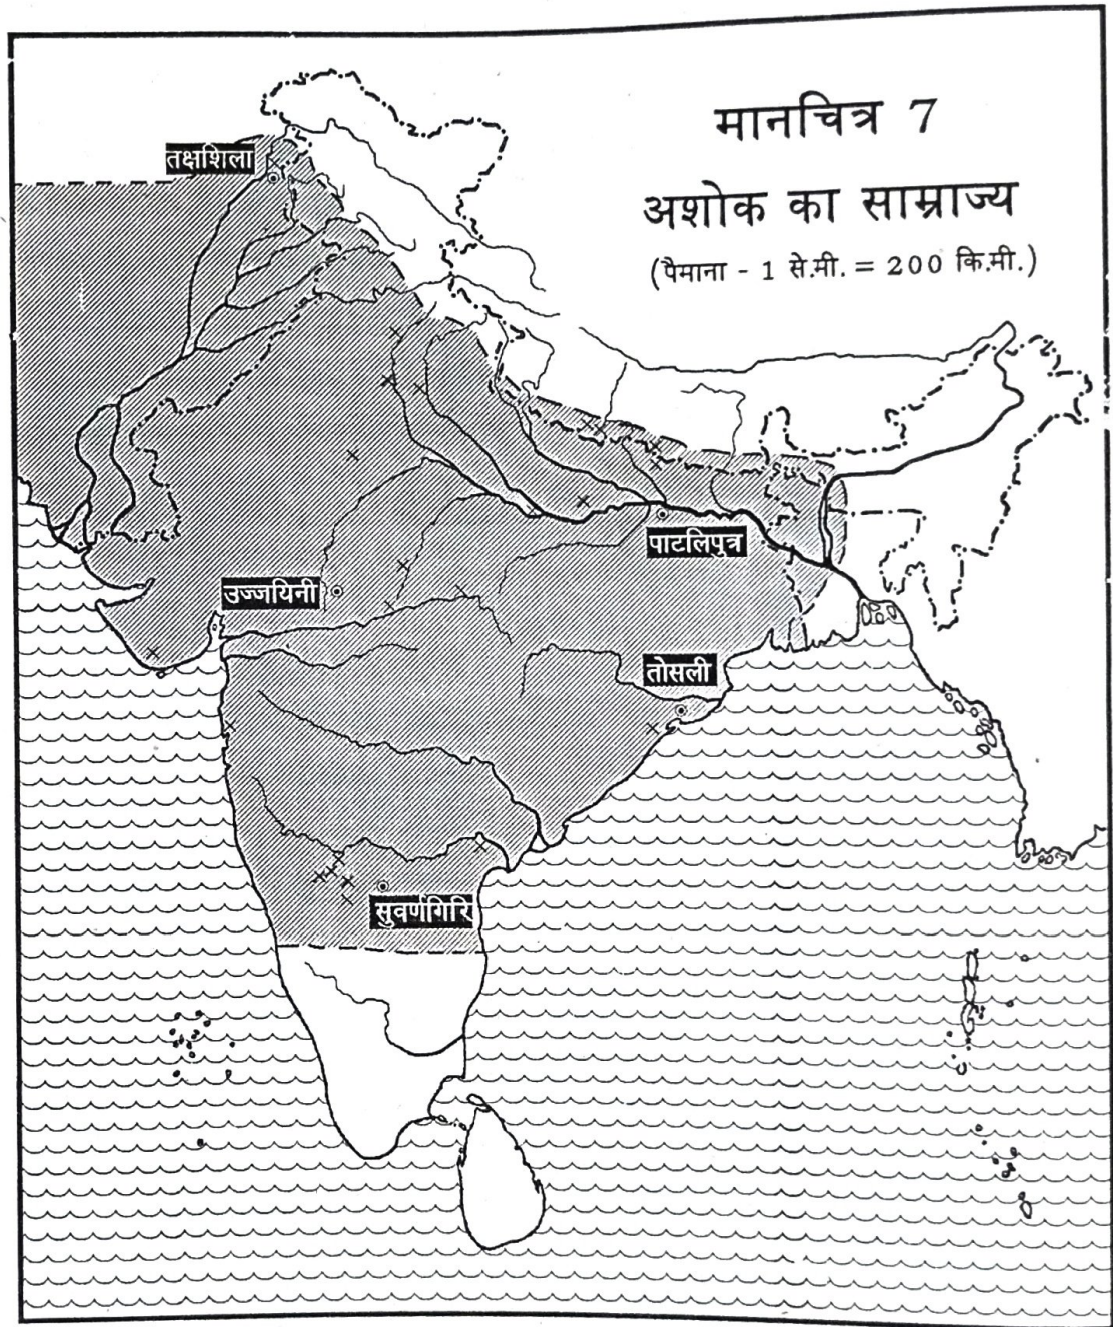 मानचित्र 7
अशोक का साम्राज्य
(पैमाना - 1 से.मी. = 200 कि.मी.)
तक्षशिला
पाटलिपुत्र
उज्जयिनी
तोसली
सुवर्णगिरि